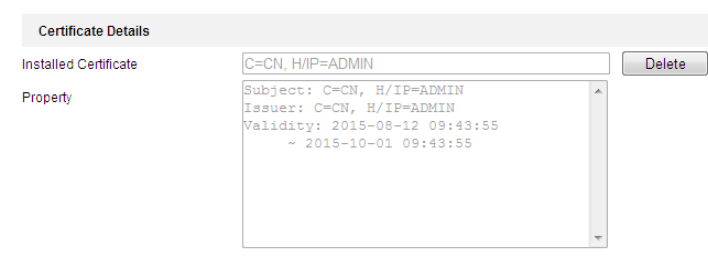 Certificate Details
Installed Certificate C=CN, H/IP=ADMIN Delete
Property
Subject: C=CN, H/IP=ADMIN
Issuer: C=CN, H/IP=ADMIN
Validity: 2015-08-12 09:43:55
~ 2015-10-01 09:43:55